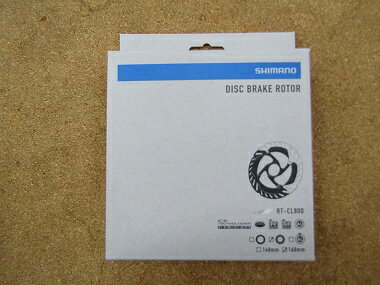 SHIMANO
DISC BRAKE ROTOR
RT-CL800
140mm 160mm